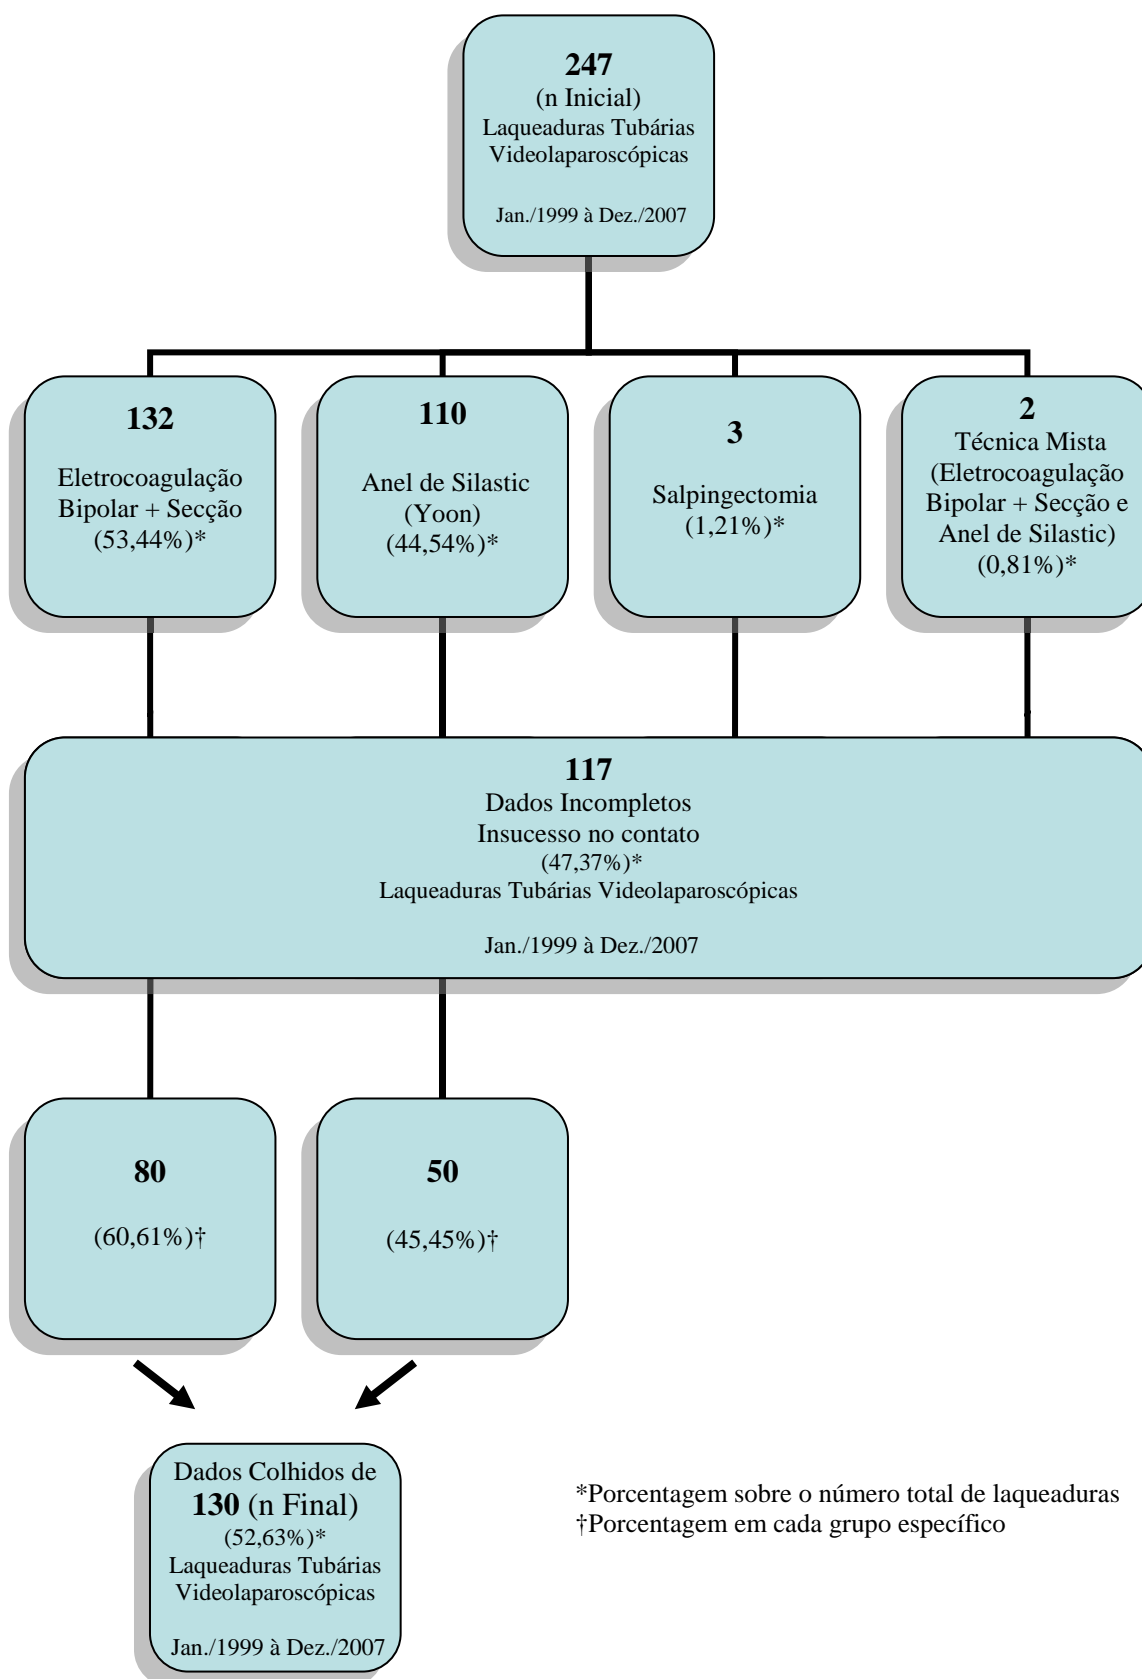 247
(n Inicial)
Laqueaduras Tubárias
Videolaparoscópicas
Jan./1999 à Dez./2007
132
Eletrocoagulação
Bipolar + Secção
(53,44%)*
110
Anel de Silastic
(Yoon)
(44,54%)*
3
Salpingectomia
(1,21%)*
2
Técnica Mista
(Eletrocoagulação
Bipolar + Secção e
Anel de Silastic)
(0,81%)*
117
Dados Incompletos
Insucesso no contato
(47,37%)*
Laqueaduras Tubárias Videolaparoscópicas
Jan./1999 à Dez./2007
80
(60,61%)†
50
(45,45%)†
Dados Colhidos de
130 (n Final)
(52,63%)*
Laqueaduras Tubárias
Videolaparoscópicas
Jan./1999 à Dez./2007
*Porcentagem sobre o número total de laqueaduras
†Porcentagem em cada grupo específico